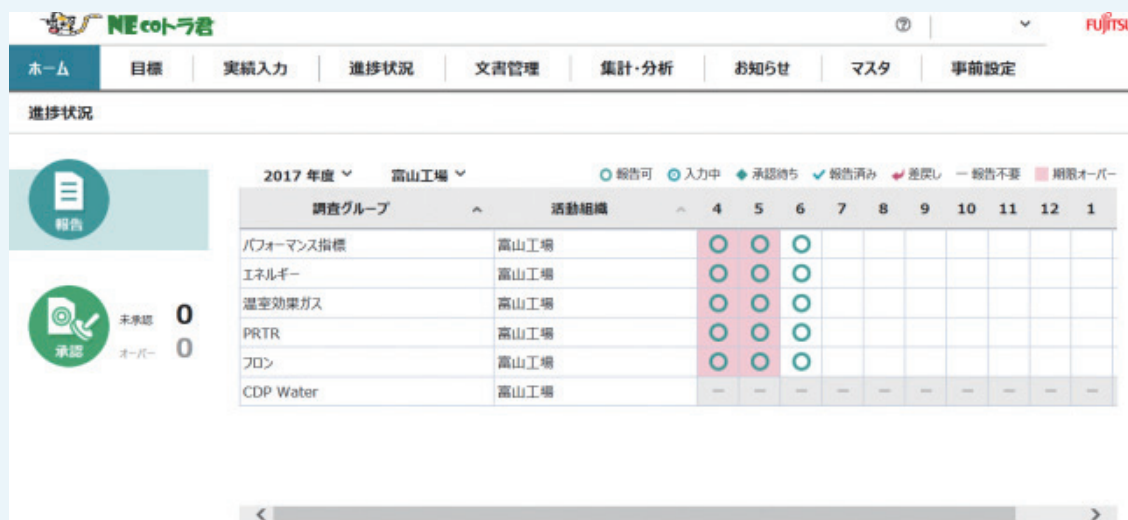 NEcoトラ君
FUJITSU
ホーム 目標 実績入力 進捗状況 文書管理 集計・分析 お知らせ マスタ 事前設定
進捗状況
報告
2017 年度 富山工場 報告可 入力中 承認待ち 報告済み 差戻し 報告不要 期限オーバー
調査グループ 活動組織 4 5 6 7 8 9 10 11 12 1
パフォーマンス指標 富山工場
エネルギー 富山工場
温室効果ガス 富山工場
PRTR 富山工場
フロン 富山工場
CDP Water 富山工場
承認
未承認 0
オーバー 0